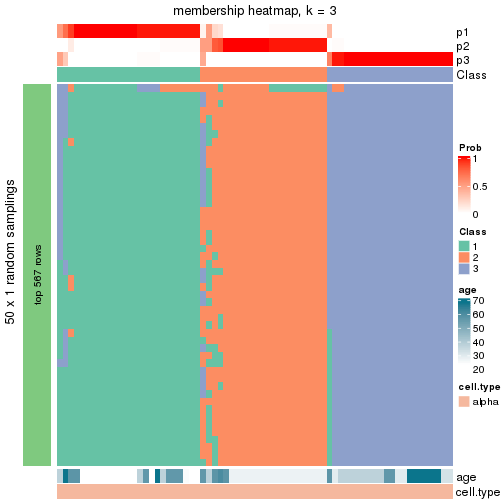 membership heatmap, k = 3
p1
p2
p3
Class
50 x 1 random samplings
top 567 rows
Prob
1
0.5
0
Class
1
2
3
age
70
60
50
40
30
20
cell.type
alpha
age
cell.type